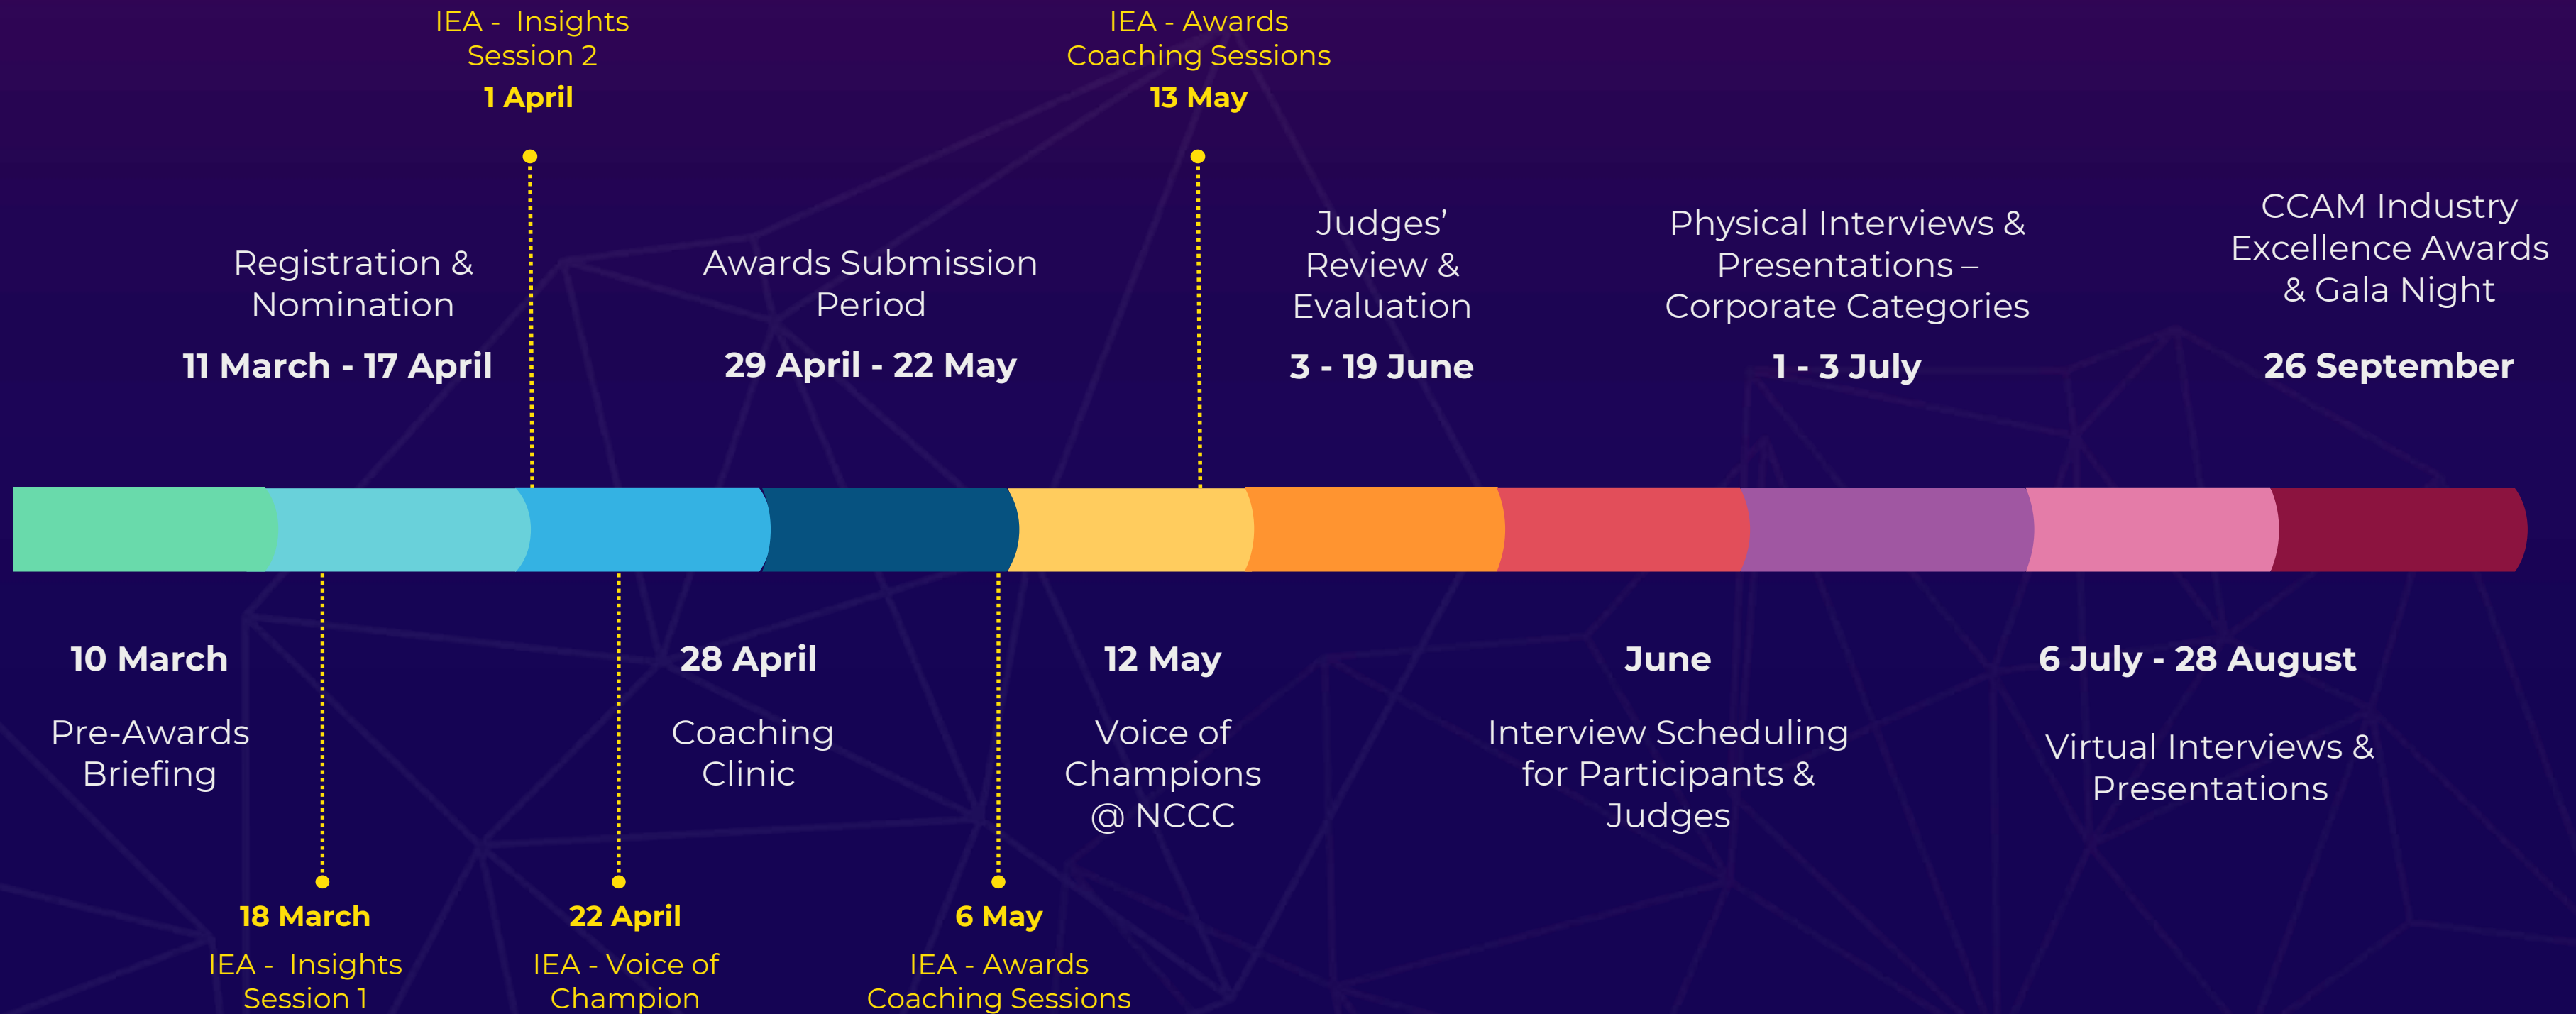 IEA - Insights
Session 2
1 April
IEA - Awards
Coaching Sessions
13 May
Registration &
Nomination
11 March - 17 April
Awards Submission
Period
29 April - 22 May
Judges’
Review &
Evaluation
3 - 19 June
Physical Interviews &
Presentations –
Corporate Categories
1 - 3 July
CCAM Industry
Excellence Awards
& Gala Night
26 September
10 March
Pre-Awards
Briefing
28 April
Coaching
Clinic
12 May
Voice of
Champions
@ NCCC
June
Interview Scheduling
for Participants &
Judges
6 July - 28 August
Virtual Interviews &
Presentations
18 March
IEA - Insights
Session 1
22 April
IEA - Voice of
Champion
6 May
IEA - Awards
Coaching Sessions